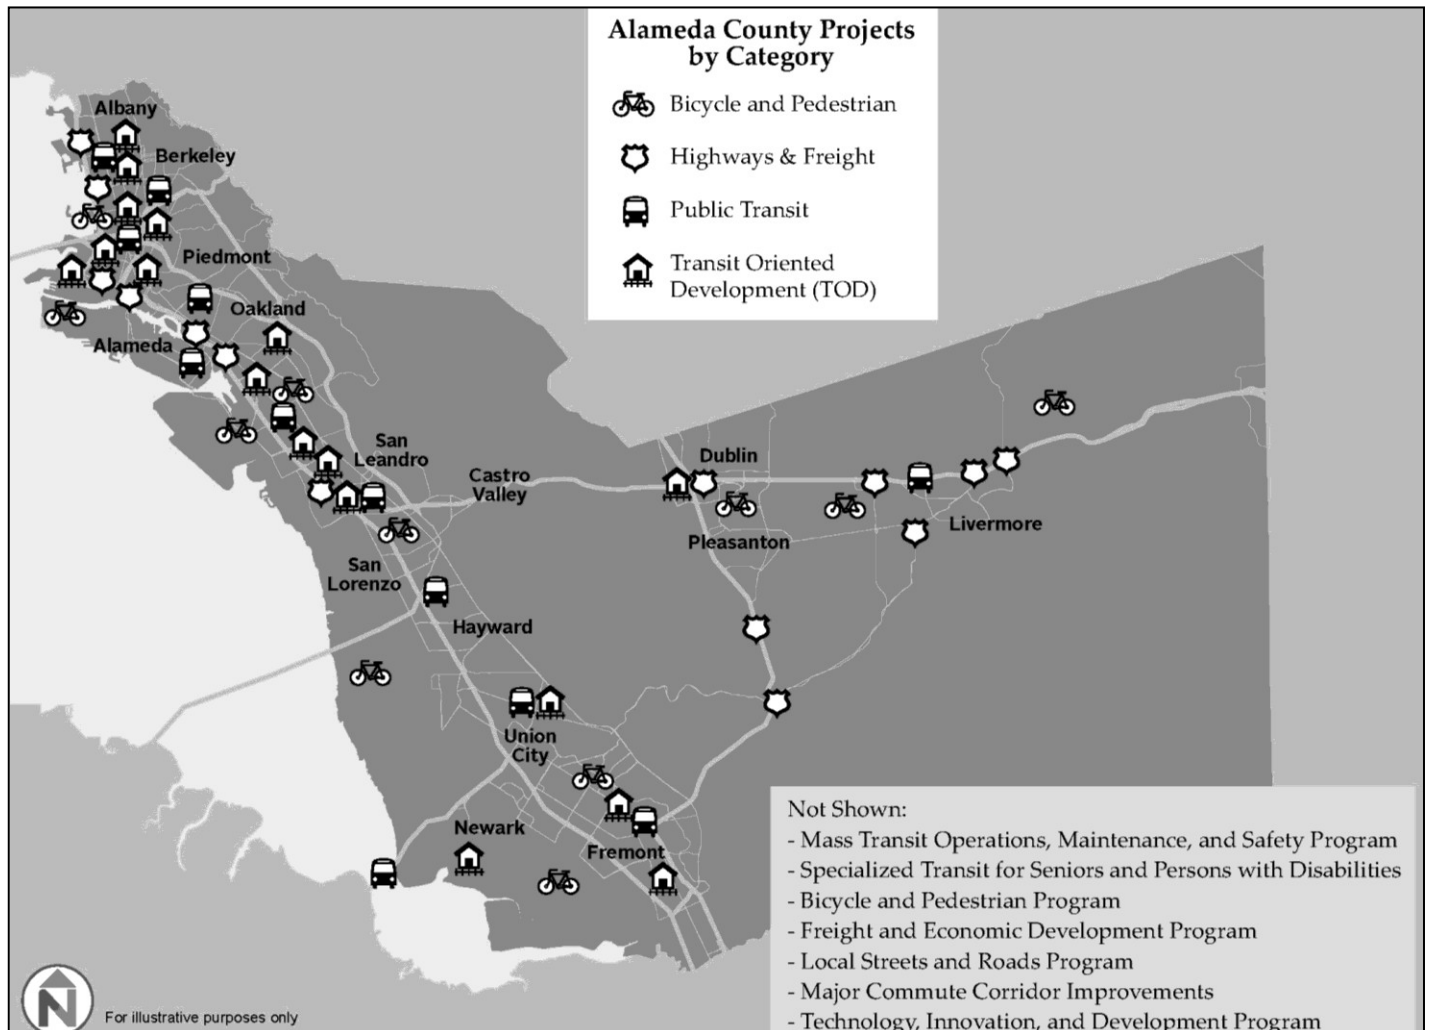 Alameda County Projects
by Category
Bicycle and Pedestrian
Highways & Freight
Public Transit
Transit Oriented
Development (TOD)
Albany
Berkeley
Piedmont
Oakland
Alameda
San
Leandro
Castro
Valley
Dublin
Pleasanton
Livermore
San
Lorenzo
Hayward
Union
City
Newark
Fremont
Not Shown:
- Mass Transit Operations, Maintenance, and Safety Program
- Specialized Transit for Seniors and Persons with Disabilities
- Bicycle and Pedestrian Program
- Freight and Economic Development Program
- Local Streets and Roads Program
- Major Commute Corridor Improvements
- Technology, Innovation, and Development Program
N
For illustrative purposes only